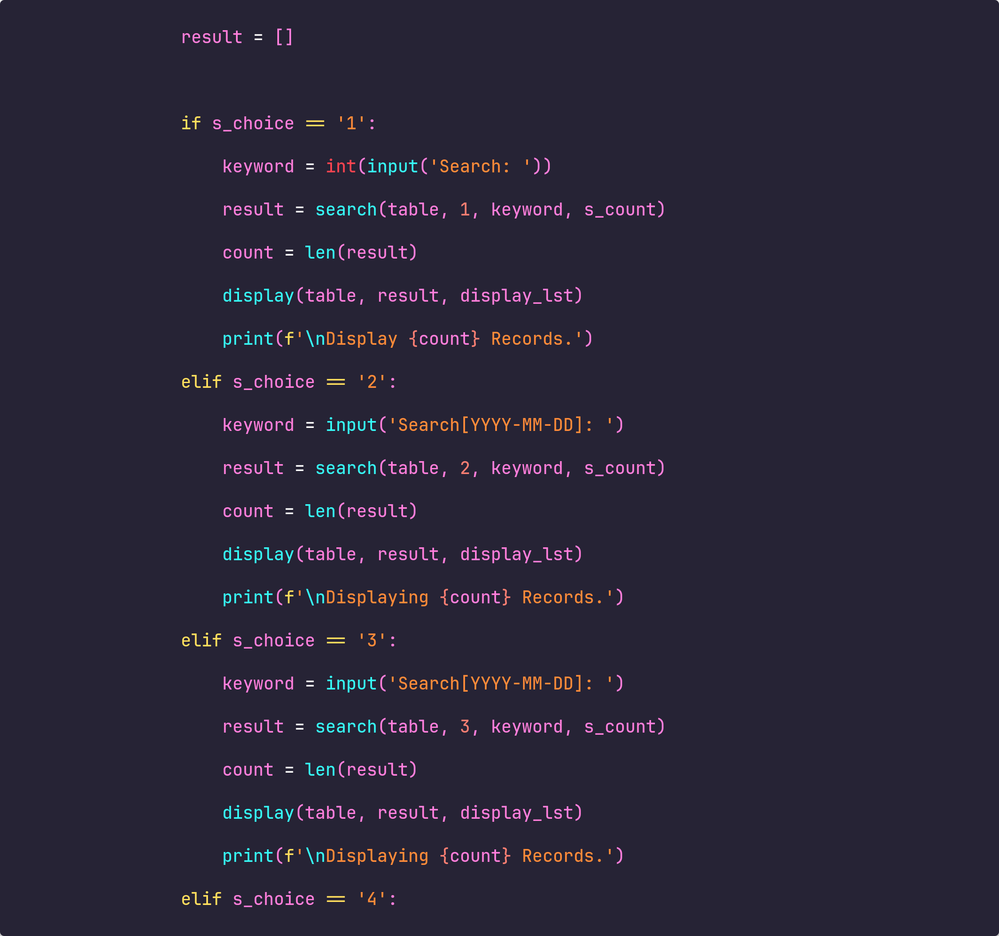 result = []
if s_choice == '1':
    keyword = int(input('Search: '))
    result = search(table, 1, keyword, s_count)
    count = len(result)
    display(table, result, display_lst)
    print(f'\nDisplay {count} Records.')
elif s_choice == '2':
    keyword = input('Search[YYYY-MM-DD]: ')
    result = search(table, 2, keyword, s_count)
    count = len(result)
    display(table, result, display_lst)
    print(f'\nDisplaying {count} Records.')
elif s_choice == '3':
    keyword = input('Search[YYYY-MM-DD]: ')
    result = search(table, 3, keyword, s_count)
    count = len(result)
    display(table, result, display_lst)
    print(f'\nDisplaying {count} Records.')
elif s_choice == '4':